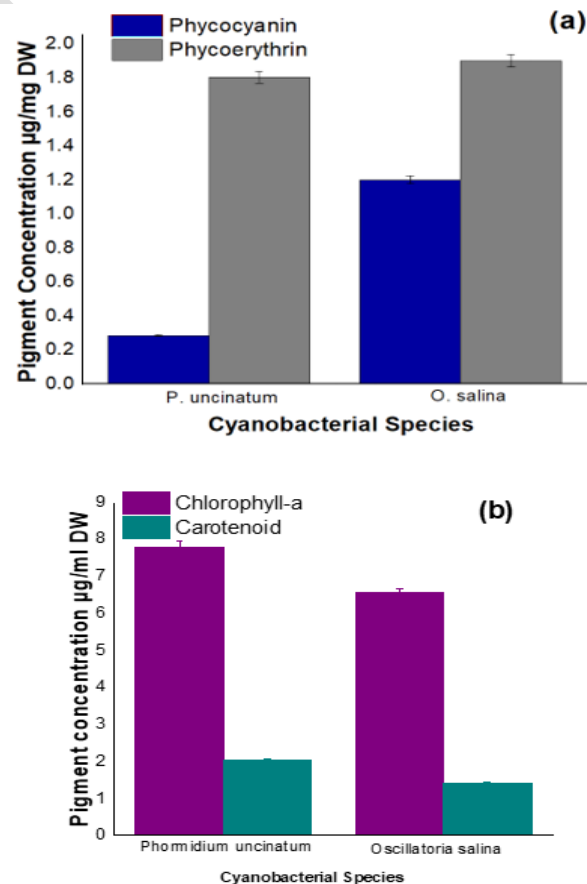 (a)
Phycocyanin
Phycoerythrin
Pigment Concentration µg/mg DW
2.0
1.8
1.6
1.4
1.2
1.0
0.8
0.6
0.4
0.2
0.0
P. uncinatum O. salina
Cyanobacterial Species
(b)
Chlorophyll-a
Carotenoid
Pigment concentration µg/ml DW
9
8
7
6
5
4
3
2
1
0
Phormidium uncinatum Oscillatoria salina
Cyanobacterial Species